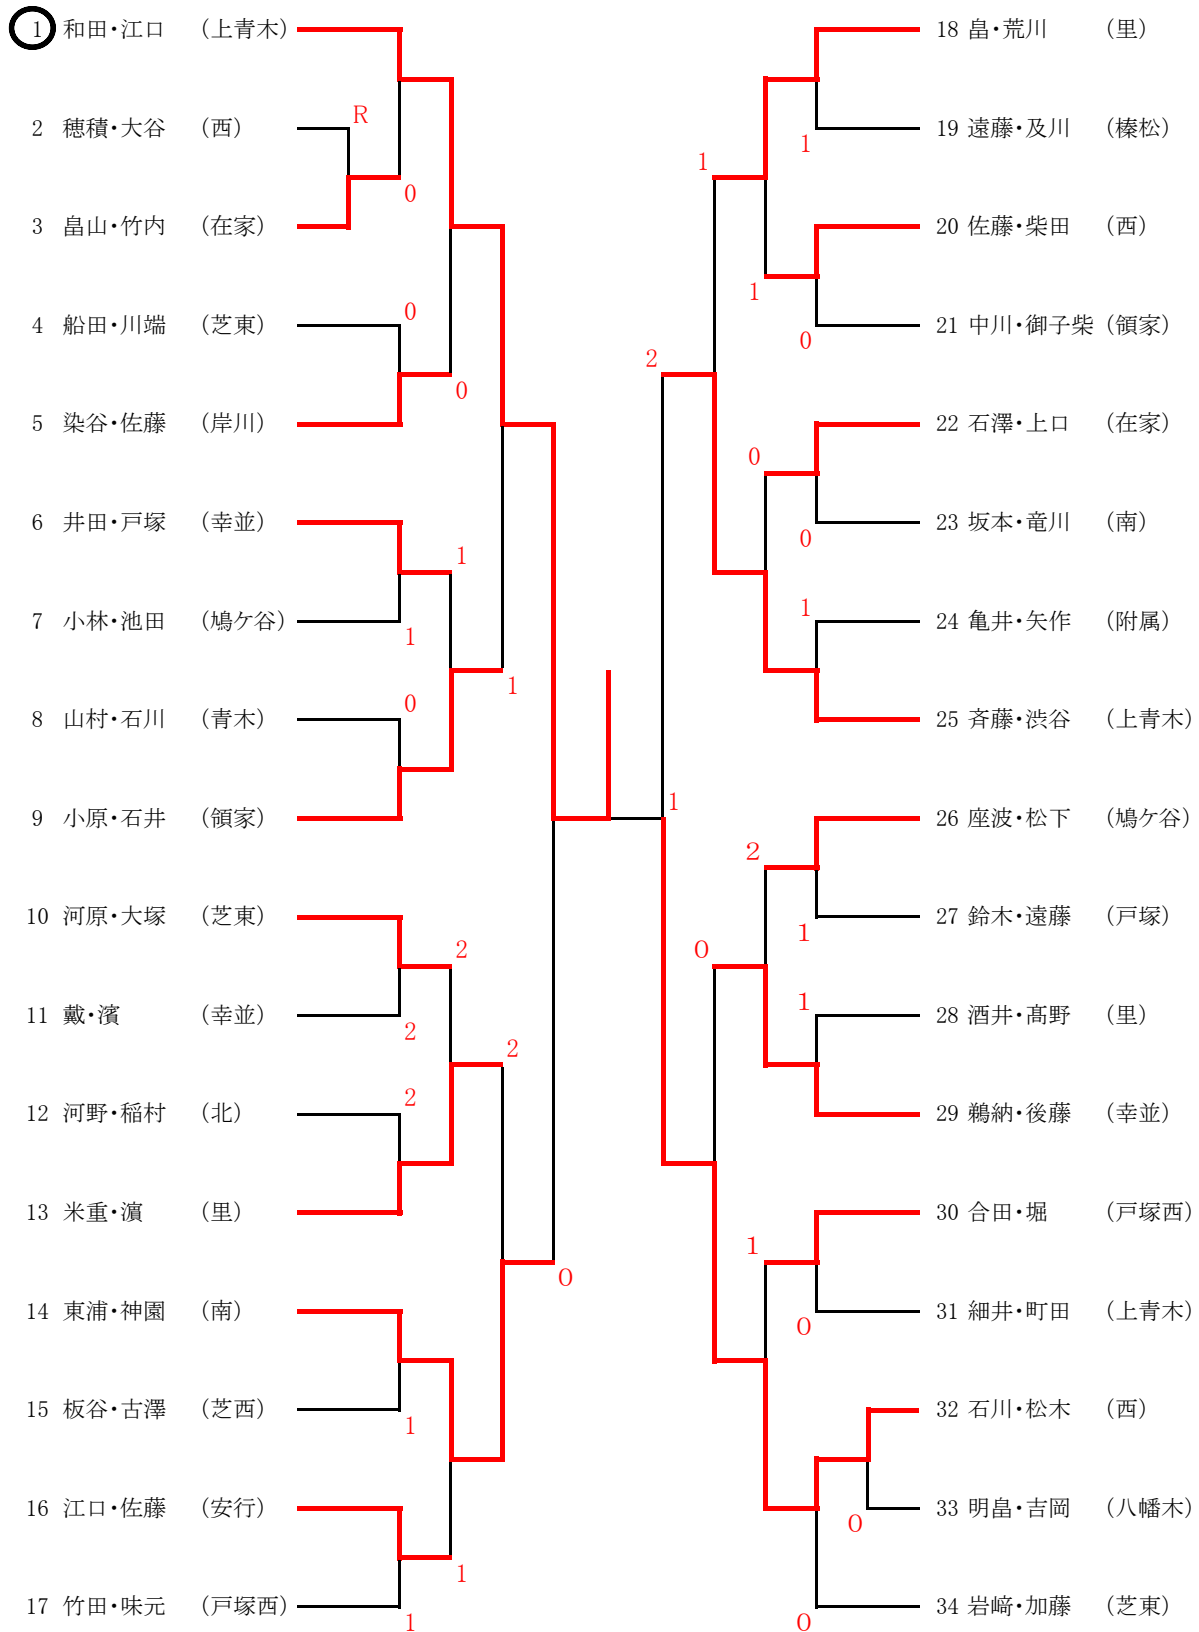 1 和田・江口 （上青木）
2 穂積・大谷 （西）
3 畠山・竹内 （在家）
4 船田・川端 （芝東）
5 染谷・佐藤 （岸川）
6 井田・戸塚 （幸並）
7 小林・池田 （鳩ケ谷）
8 山村・石川 （青木）
9 小原・石井 （領家）
10 河原・大塚 （芝東）
11 戴・濱 （幸並）
12 河野・稲村 （北）
13 米重・濵 （里）
14 東浦・神園 （南）
15 板谷・古澤 （芝西）
16 江口・佐藤 （安行）
17 竹田・味元 （戸塚西）
R
0
0
0
1
1
0
1
2
2
2
2
0
1
1
1
2
1
1
1
1
0
0
0
1
2
1
1
0
1
0
0
0
18 畠・荒川 （里）
19 遠藤・及川 （榛松）
20 佐藤・柴田 （西）
21 中川・御子柴 （領家）
22 石澤・上口 （在家）
23 坂本・竜川 （南）
24 亀井・矢作 （附属）
25 斉藤・渋谷 （上青木）
26 座波・松下 （鳩ケ谷）
27 鈴木・遠藤 （戸塚）
28 酒井・髙野 （里）
29 鵜納・後藤 （幸並）
30 合田・堀 （戸塚西）
31 細井・町田 （上青木）
32 石川・松木 （西）
33 明畠・吉岡 （八幡木）
34 岩﨑・加藤 （芝東）